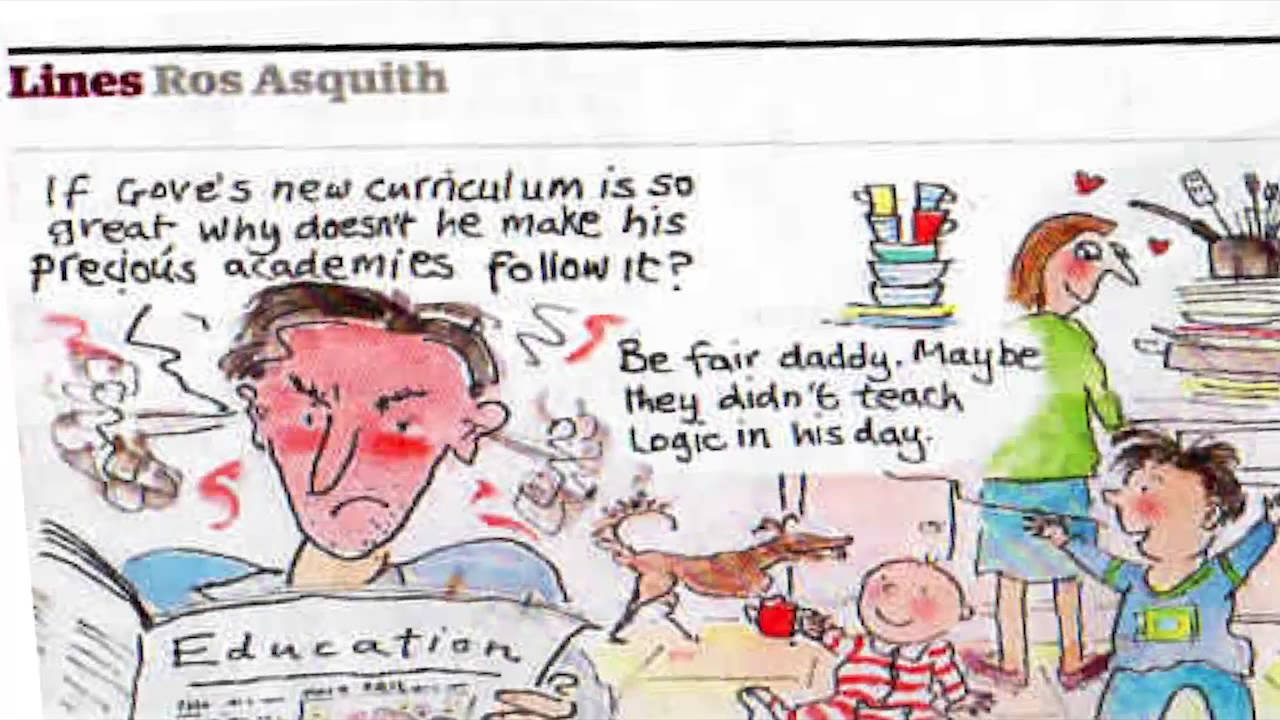 Lines Ros Asquith
If Gove's new curriculum is so
great why doesn't he make his
precious academies follow it?
Be fair daddy. Maybe
they didn't teach
Logic in his day.
Education